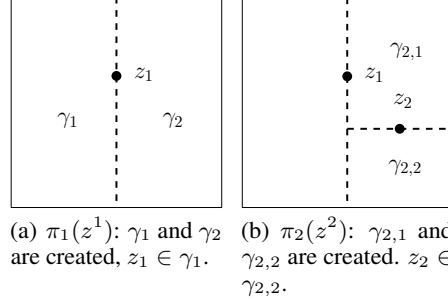 z₁
γ₁ γ₂
γ₂,₁
z₁
z₂
γ₂,₂
(a) π₁(z¹): γ₁ and γ₂
are created, z₁ ∈ γ₁.
(b) π₂(z²): γ₂,₁ and
γ₂,₂ are created. z₂ ∈
γ₂,₂.